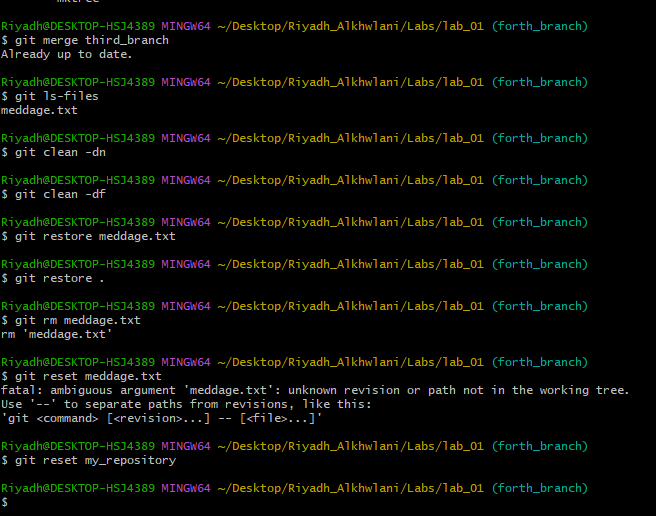 mktree
Riyadh@DESKTOP-HSJ4389 MINGW64 ~/Desktop/Riyadh_Alkhwlani/Labs/lab_01 (forth_branch)
$ git merge third_branch
Already up to date.
Riyadh@DESKTOP-HSJ4389 MINGW64 ~/Desktop/Riyadh_Alkhwlani/Labs/lab_01 (forth_branch)
$ git ls-files
meddage.txt
Riyadh@DESKTOP-HSJ4389 MINGW64 ~/Desktop/Riyadh_Alkhwlani/Labs/lab_01 (forth_branch)
$ git clean -dn
Riyadh@DESKTOP-HSJ4389 MINGW64 ~/Desktop/Riyadh_Alkhwlani/Labs/lab_01 (forth_branch)
$ git clean -df
Riyadh@DESKTOP-HSJ4389 MINGW64 ~/Desktop/Riyadh_Alkhwlani/Labs/lab_01 (forth_branch)
$ git restore meddage.txt
Riyadh@DESKTOP-HSJ4389 MINGW64 ~/Desktop/Riyadh_Alkhwlani/Labs/lab_01 (forth_branch)
$ git restore .
Riyadh@DESKTOP-HSJ4389 MINGW64 ~/Desktop/Riyadh_Alkhwlani/Labs/lab_01 (forth_branch)
$ git rm meddage.txt
rm 'meddage.txt'
Riyadh@DESKTOP-HSJ4389 MINGW64 ~/Desktop/Riyadh_Alkhwlani/Labs/lab_01 (forth_branch)
$ git reset meddage.txt
fatal: ambiguous argument 'meddage.txt': unknown revision or path not in the working tree.
Use '--' to separate paths from revisions, like this:
'git <command> [<revision>...] -- [<file>...]'
Riyadh@DESKTOP-HSJ4389 MINGW64 ~/Desktop/Riyadh_Alkhwlani/Labs/lab_01 (forth_branch)
$ git reset my_repository
Riyadh@DESKTOP-HSJ4389 MINGW64 ~/Desktop/Riyadh_Alkhwlani/Labs/lab_01 (forth_branch)
$